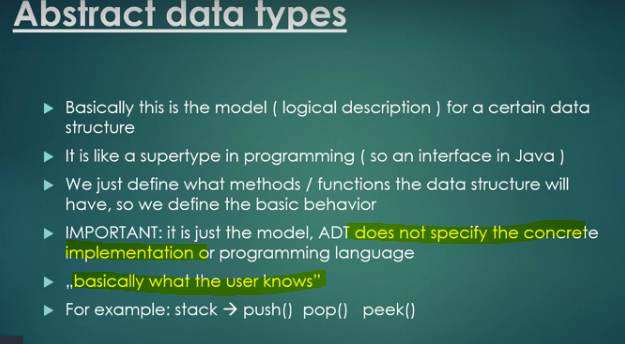 Abstract data types
▶ Basically this is the model ( logical description ) for a certain data
structure
▶ It is like a supertype in programming ( so an interface in Java )
▶ We just define what methods / functions the data structure will
have, so we define the basic behavior
▶ IMPORTANT: it is just the model, ADT does not specify the concrete
implementation or programming language
▶ „basically what the user knows”
▶ For example: stack → push() pop() peek()